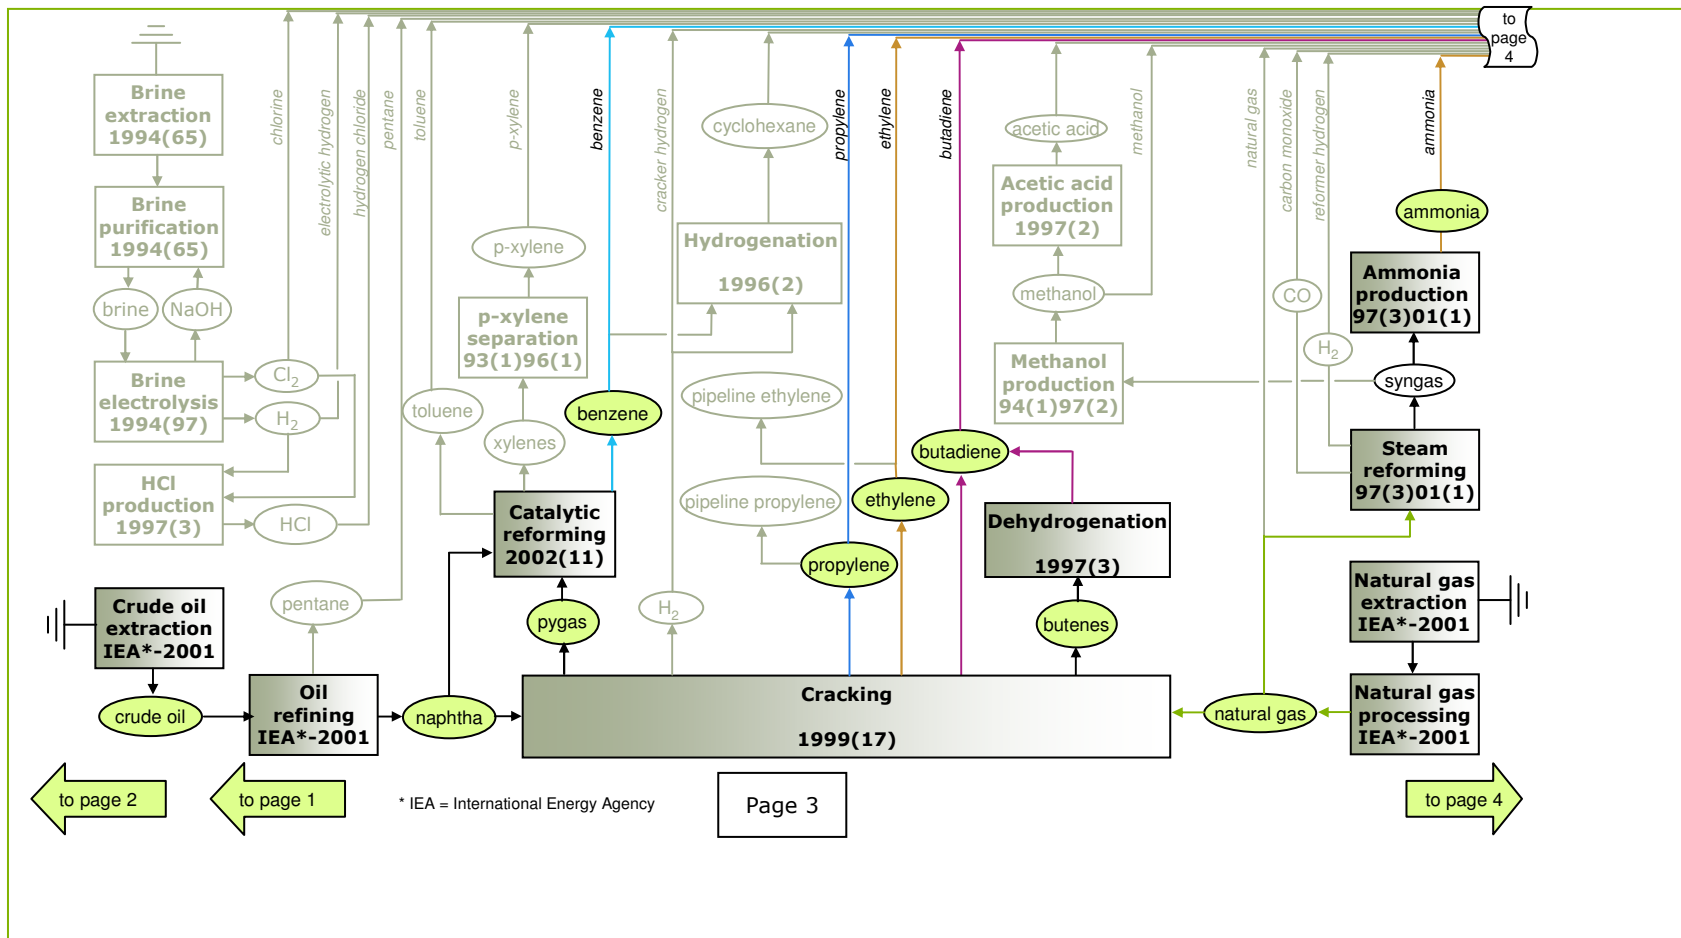 to
page
4
Brine
extraction
1994(65)
chlorine
electrolytic hydrogen
hydrogen chloride
pentane
toluene
p-xylene
benzene
cracker hydrogen
cyclohexane
propylene
ethylene
butadiene
acetic acid
methanol
natural gas
carbon monoxide
reformer hydrogen
ammonia
Brine
purification
1994(65)
Acetic acid
production
1997(2)
ammonia
p-xylene
Hydrogenation
1996(2)
brine
NaOH
methanol
CO
Ammonia
production
97(3)01(1)
p-xylene
separation
93(1)96(1)
H2
Brine
electrolysis
1994(97)
Cl2
H2
Methanol
production
94(1)97(2)
syngas
toluene
benzene
pipeline ethylene
xylenes
butadiene
Steam
reforming
97(3)01(1)
HCl
production
1997(3)
HCl
Catalytic
reforming
2002(11)
pipeline propylene
ethylene
Dehydrogenation
1997(3)
propylene
Crude oil
extraction
IEA*-2001
pentane
pygas
H2
butenes
Natural gas
extraction
IEA*-2001
crude oil
Oil
refining
IEA*-2001
naphtha
Cracking
1999(17)
natural gas
Natural gas
processing
IEA*-2001
to page 2
to page 1
* IEA = International Energy Agency
Page 3
to page 4